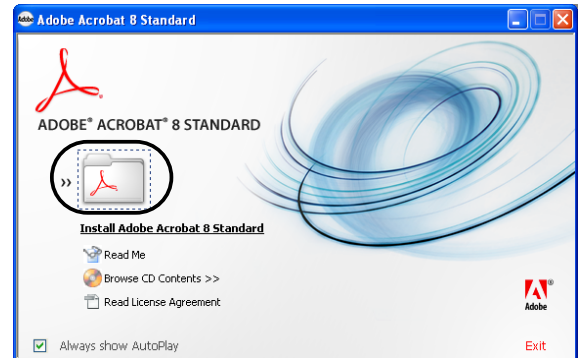 Adobe Adobe Acrobat 8 Standard
ADOBE® ACROBAT® 8 STANDARD
››
Install Adobe Acrobat 8 Standard
Read Me
Browse CD Contents >>
Read License Agreement
®
Adobe
Always show AutoPlay
Exit